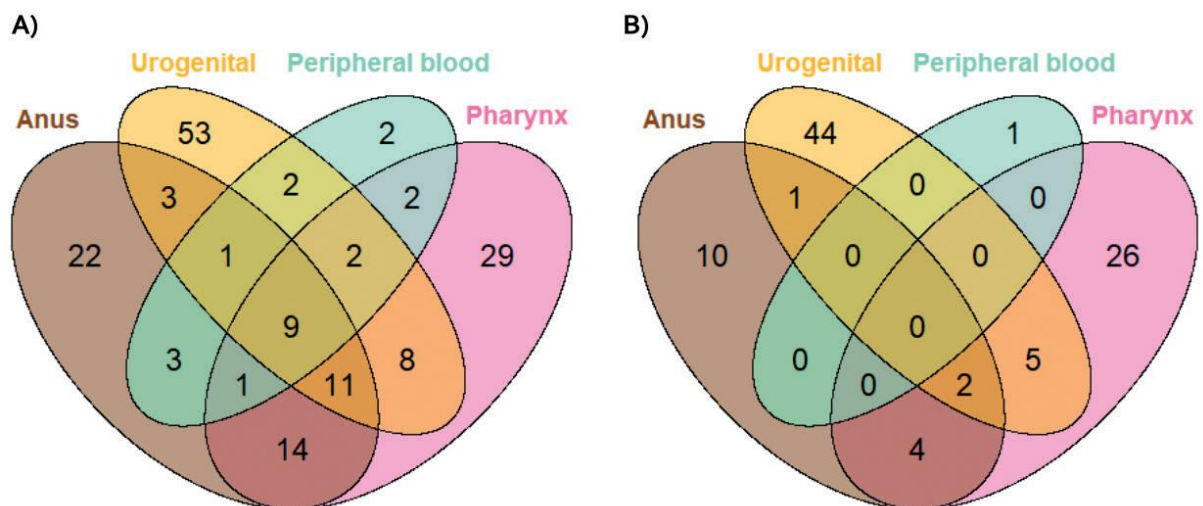 A)
Urogenital Peripheral blood
Anus Pharynx
53 2
3 2 2
22 1 2 29
9
3 1 11 8
14
B)
Urogenital Peripheral blood
Anus Pharynx
44 1
1 0 0
10 0 0 26
0
0 0 2 5
4